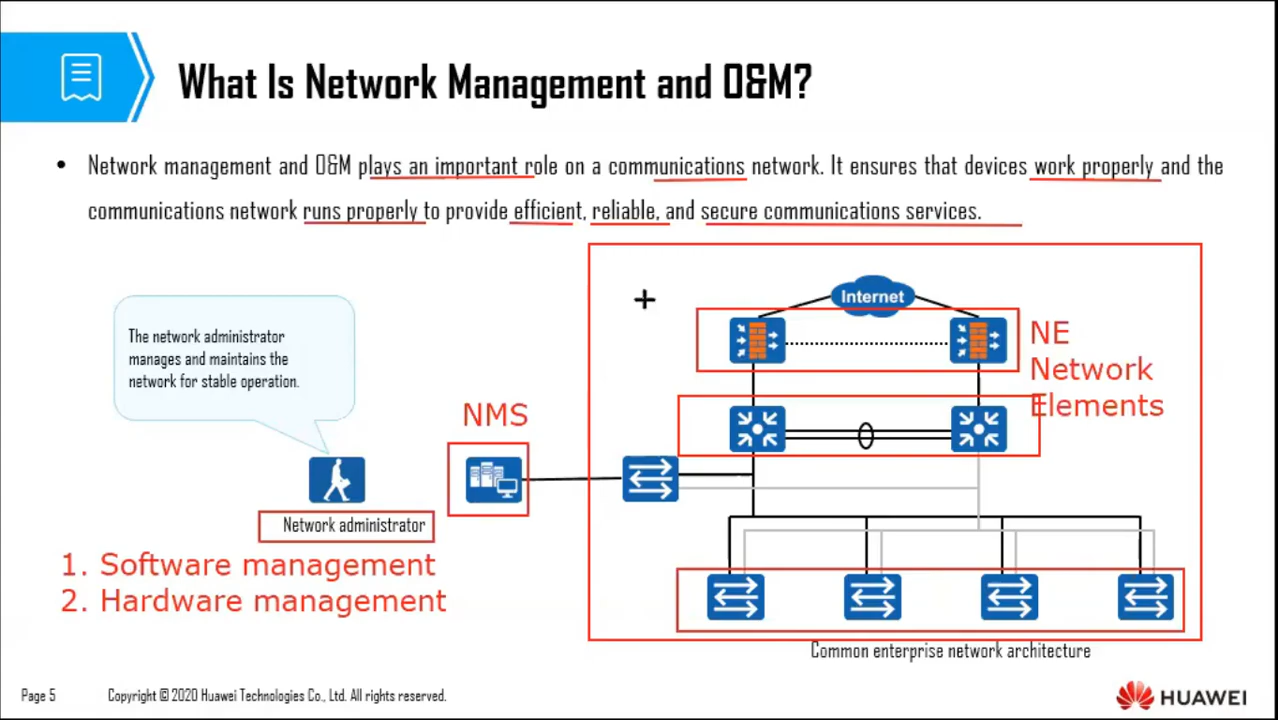 What Is Network Management and O&M?
• Network management and O&M plays an important role on a communications network. It ensures that devices work properly and the
communications network runs properly to provide efficient, reliable, and secure communications services.
Internet
The network administrator
manages and maintains the
network for stable operation.
NE
Network
Elements
NMS
Network administrator
1. Software management
2. Hardware management
Common enterprise network architecture
Page 5
Copyright © 2020 Huawei Technologies Co., Ltd. All rights reserved.
HUAWEI